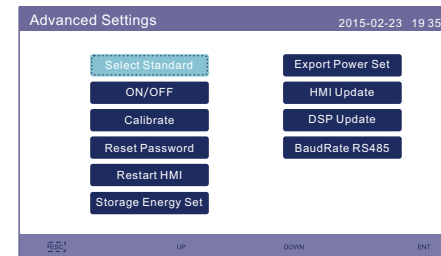 Advanced Settings 2015-02-23 19 35
Select Standard Export Power Set
ON/OFF HMI Update
Calibrate DSP Update
Reset Password BaudRate RS485
Restart HMI
Storage Energy Set
ESC UP DOWN ENT